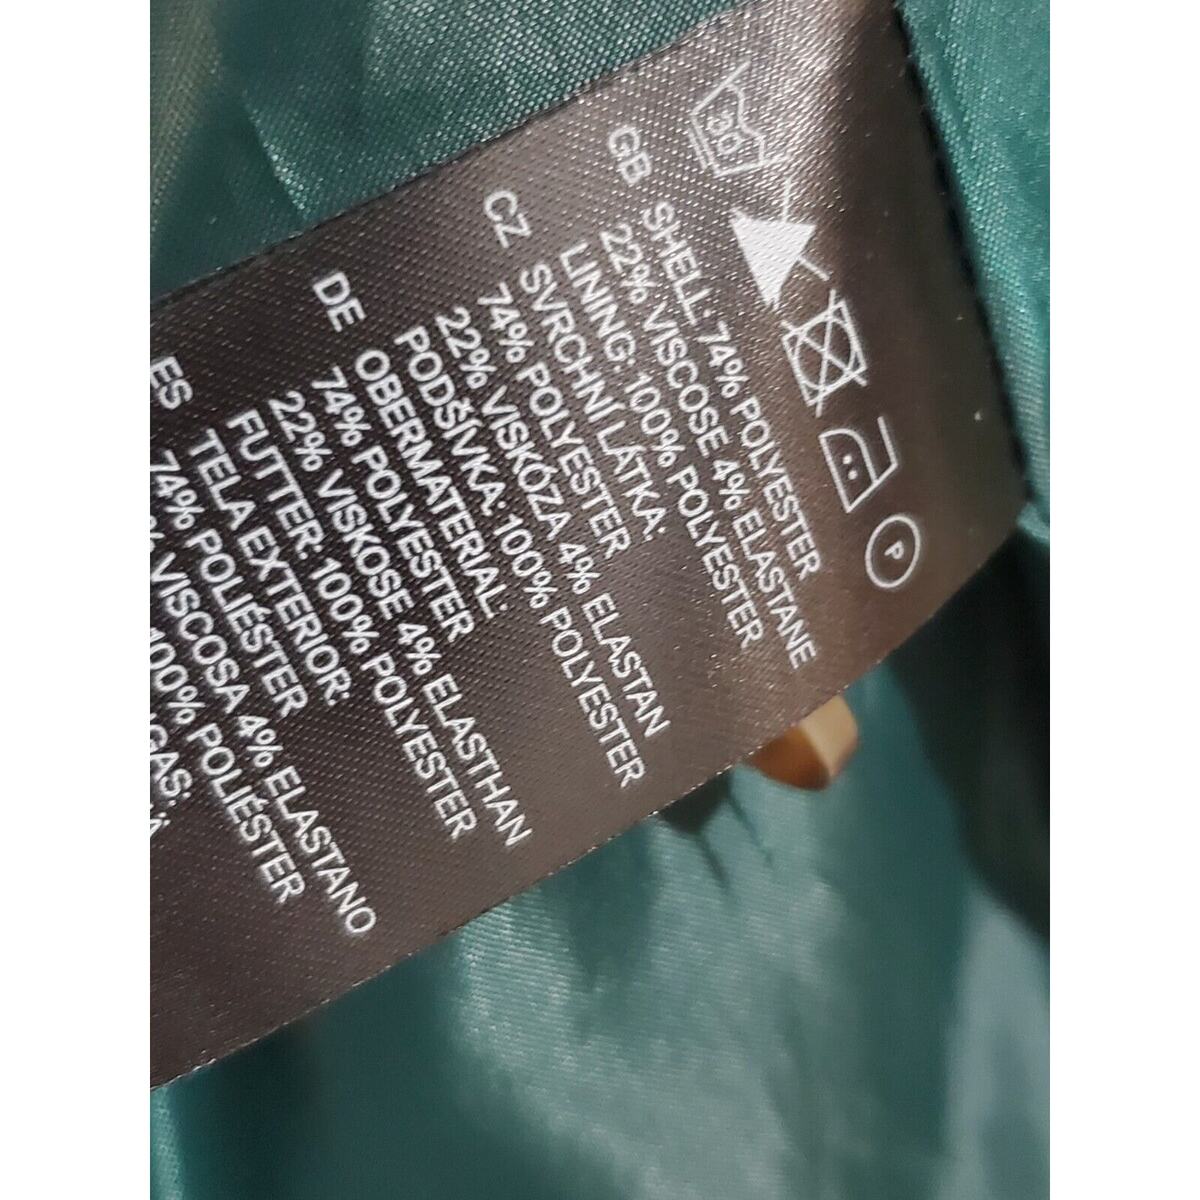 30
P
GB SHELL: 74% POLYESTER
22% VISCOSE 4% ELASTANE
LINING: 100% POLYESTER
CZ SVRCHNÍ LÁTKA:
74% POLYESTER
22% VISKÓZA 4% ELASTAN
PODŠÍVKA: 100% POLYESTER
DE OBERMATERIAL:
74% POLYESTER
22% VISKOSE 4% ELASTHAN
FUTTER: 100% POLYESTER
ES TELA EXTERIOR:
74% POLIÉSTER
% VISCOSA 4% ELASTANO
100% POLIÉSTER